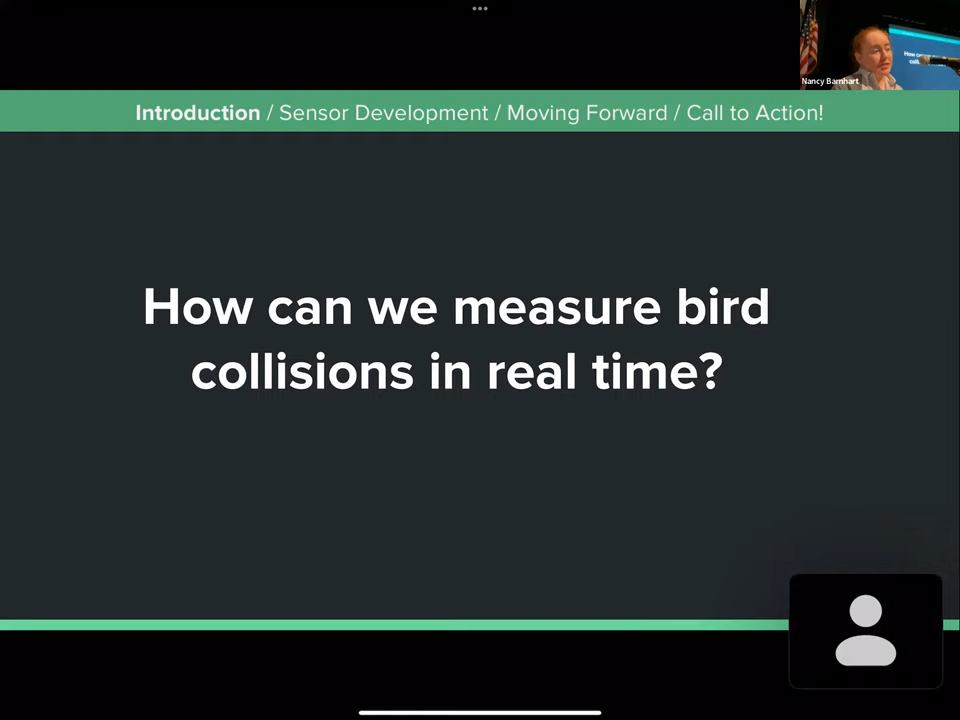 Nancy Barnhart
Introduction / Sensor Development / Moving Forward / Call to Action!
How can we measure bird
collisions in real time?